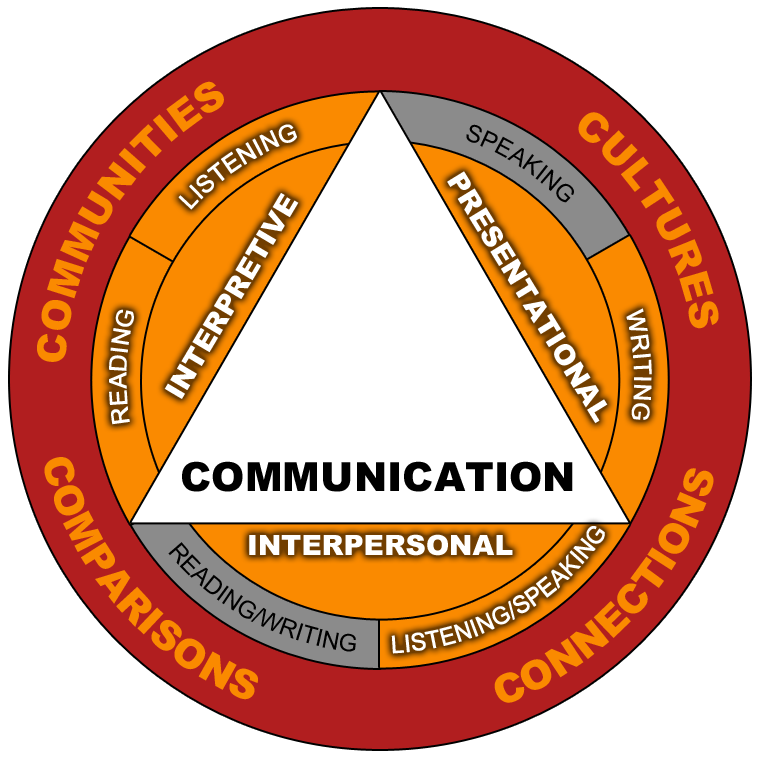 COMMUNITIES
CULTURES
LISTENING
SPEAKING
INTERPRETIVE
PRESENTATIONAL
READING
WRITING
COMMUNICATION
INTERPERSONAL
READING/WRITING
LISTENING/SPEAKING
COMPARISONS
CONNECTIONS